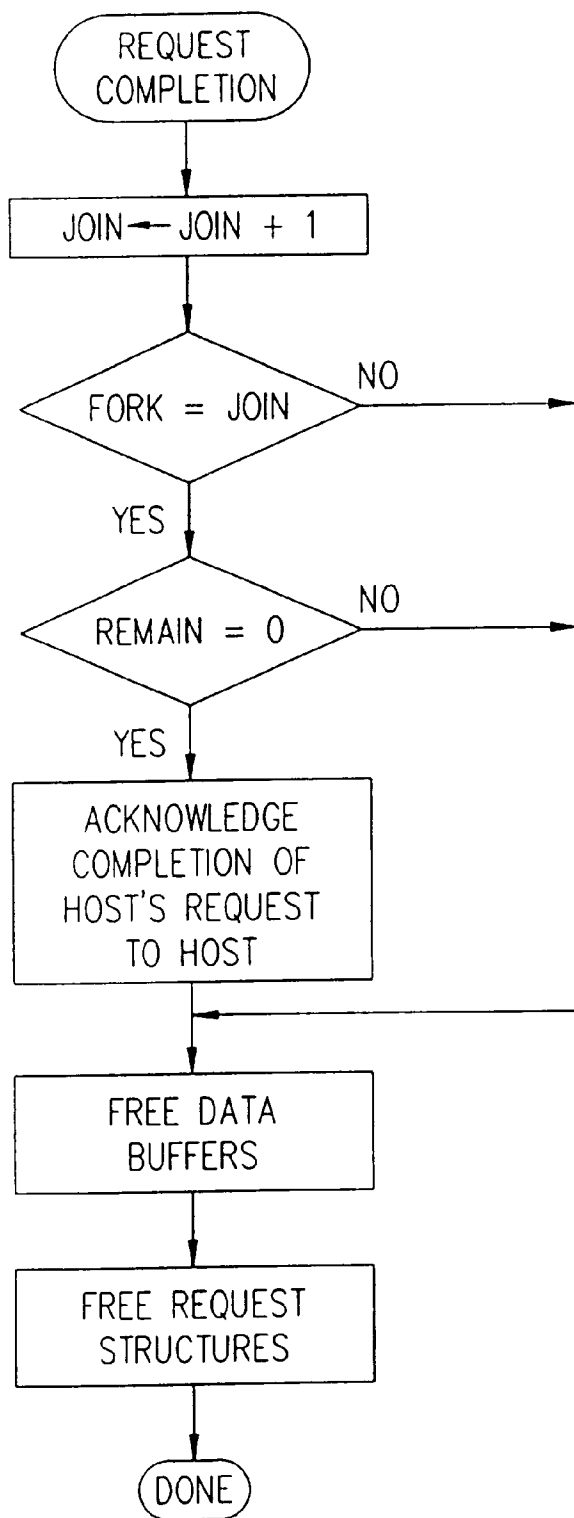 REQUEST
COMPLETION
JOIN ← JOIN + 1
FORK = JOIN
NO
YES
REMAIN = 0
NO
YES
ACKNOWLEDGE
COMPLETION OF
HOST'S REQUEST
TO HOST
FREE DATA
BUFFERS
FREE REQUEST
STRUCTURES
DONE